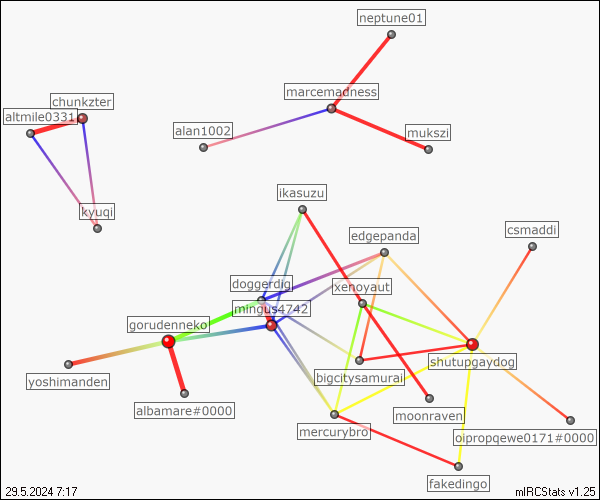 neptune01
marcemadness
chunkzter
altmile0331
alan1002
mukszi
kyuqi
ikasuzu
csmaddi
edgepanda
doggerdig
xenoyaut
mingus4742
gorudenneko
shutupgaydog
yoshimanden
bigcitysamurai
albamare#0000
moonraven
mercurybro
oipropqewe0171#0000
fakedingo
29.5.2024 7:17
mIRCStats v1.25